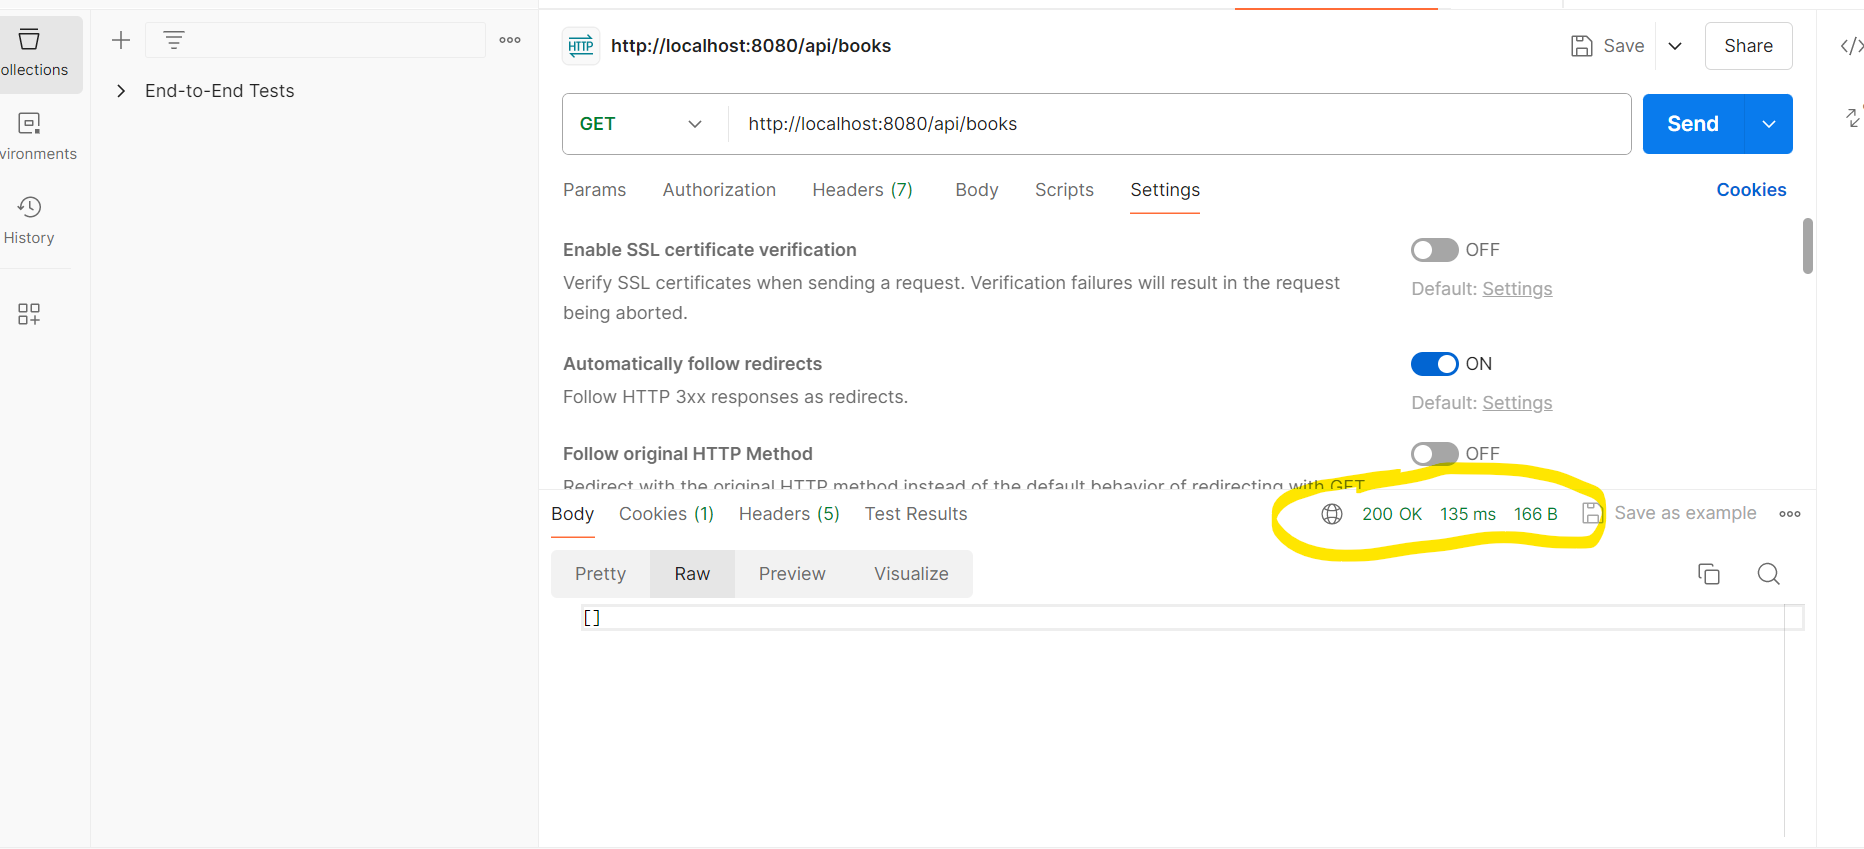 ollections
vironments
History
End-to-End Tests
HTTP http://localhost:8080/api/books
Save
Share
GET http://localhost:8080/api/books
Send
Params Authorization Headers (7) Body Scripts Settings Cookies
Enable SSL certificate verification OFF
Verify SSL certificates when sending a request. Verification failures will result in the request
being aborted.
Default: Settings
Automatically follow redirects ON
Follow HTTP 3xx responses as redirects.
Default: Settings
Follow original HTTP Method OFF
Redirect with the original HTTP method instead of the default behavior of redirecting with GET
Body Cookies (1) Headers (5) Test Results 200 OK 135 ms 166 B Save as example
Pretty Raw Preview Visualize
[]